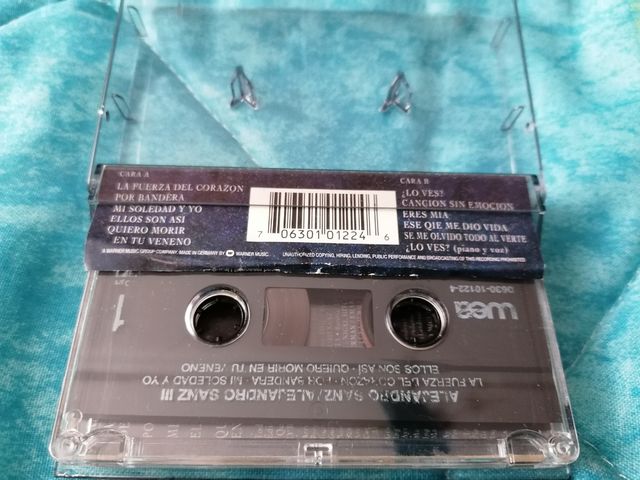 CARA A
LA FUERZA DEL CORAZON
POR BANDERA
MI SOLEDAD Y YO
ELLOS SON ASI
QUIERO MORIR
EN TU VENENO
A WARNER MUSIC GROUP COMPANY. MADE IN GERMANY BY WARNER MUSIC.
7 06301 01224 6
CARA B
¿LO VES?
CANCION SIN EMOCION
ERES MIA
ESE QIE ME DIO VIDA
SE ME OLVIDO TODO AL VERTE
¿LO VES? (piano y voz)
UNAUTHORIZED COPYING, HIRING, LENDING, PUBLIC PERFOMANCE AND BROADCASTING OF THIS RECORDING PROHIBITED
ALEJANDRO SANZ/ALEJANDRO SANZ III
LA FUERZA DEL CORAZÓN · POR BANDERA · MI SOLEDAD Y YO
ELLOS SON ASÍ · QUIERO MORIR EN TU VENENO
1
wea
0630-10122-4